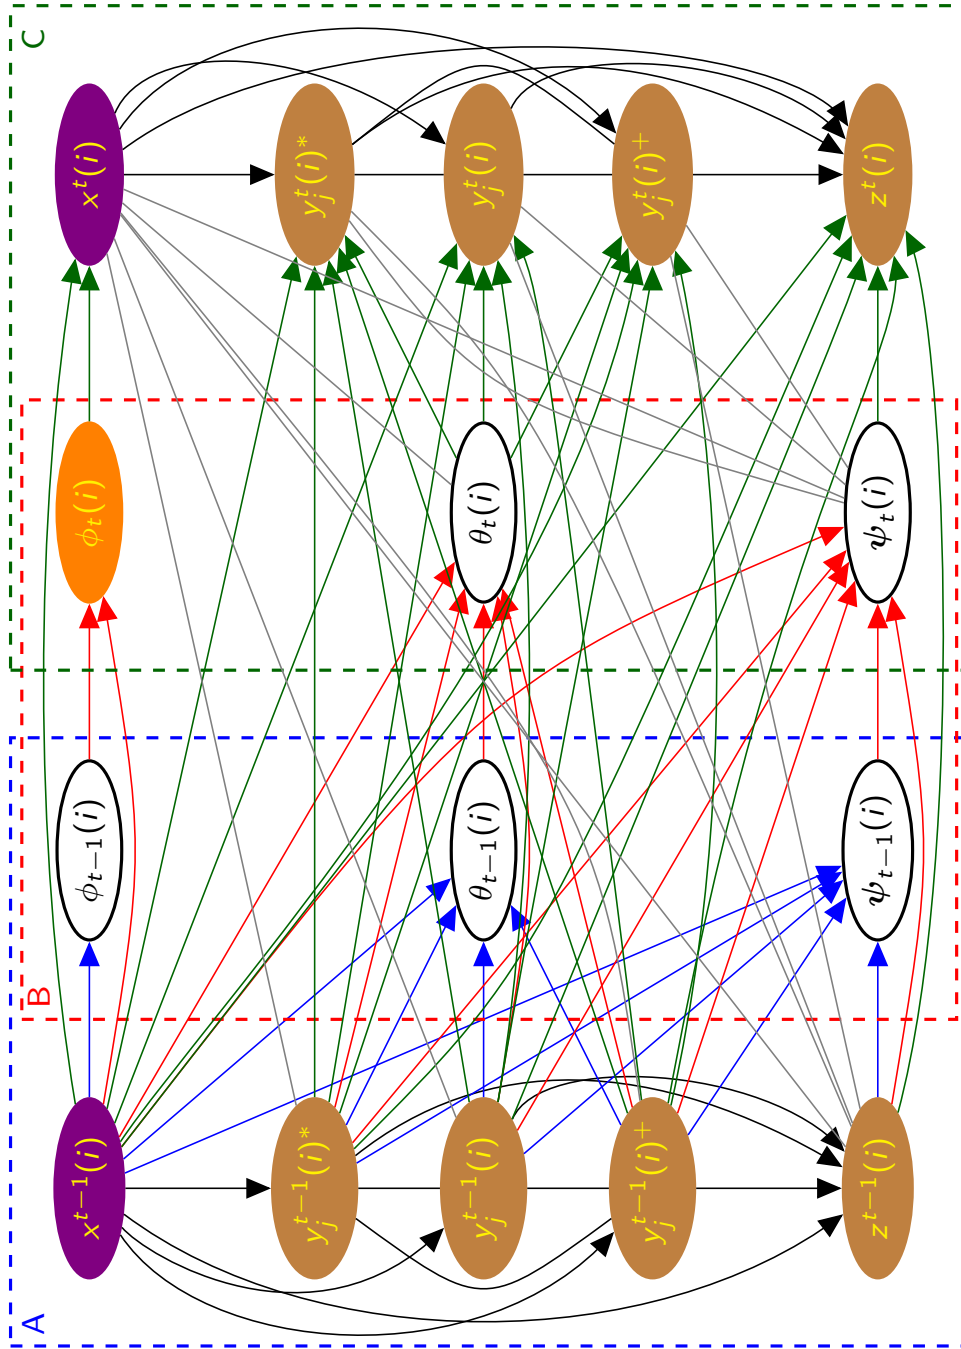 A
B
C
x^{t−1}(i)
ϕ_{t−1}(i)
ϕ_t(i)
x^t(i)
y_j^{t−1}(i)^*
y_j^t(i)^*
y_j^{t−1}(i)
θ_{t−1}(i)
θ_t(i)
y_j^t(i)
y_j^{t−1}(i)^+
y_j^t(i)^+
z^{t−1}(i)
ψ_{t−1}(i)
ψ_t(i)
z^t(i)